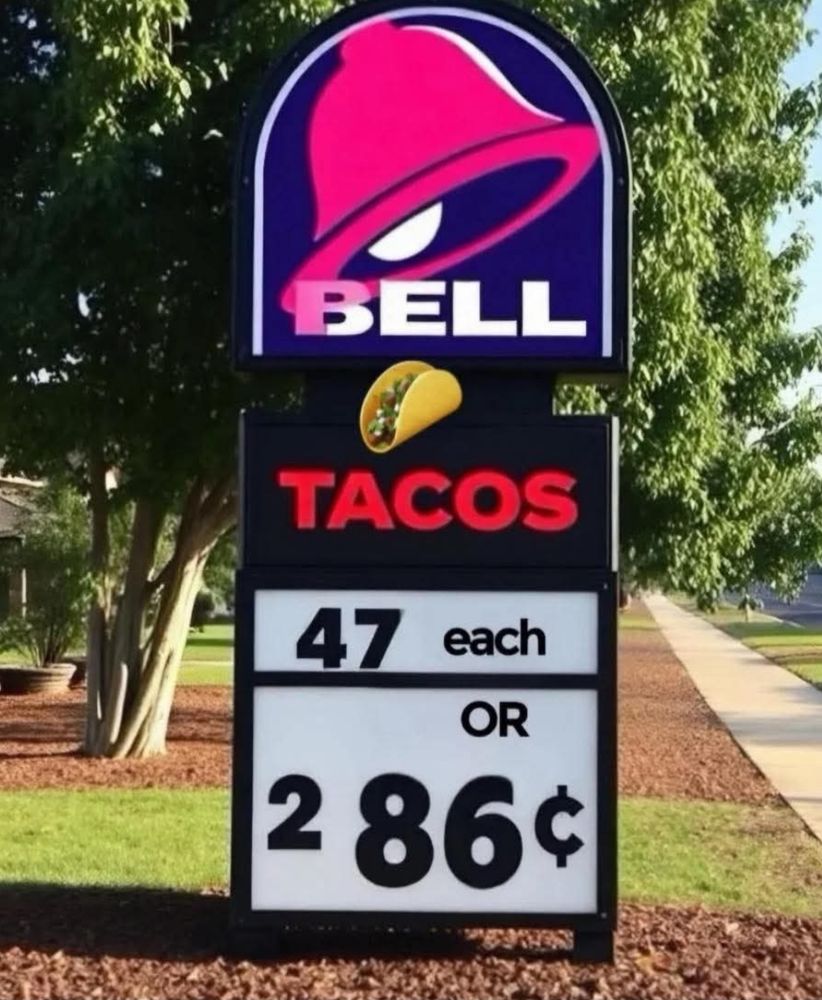 BELL
TACOS
47 each
OR
2 86¢